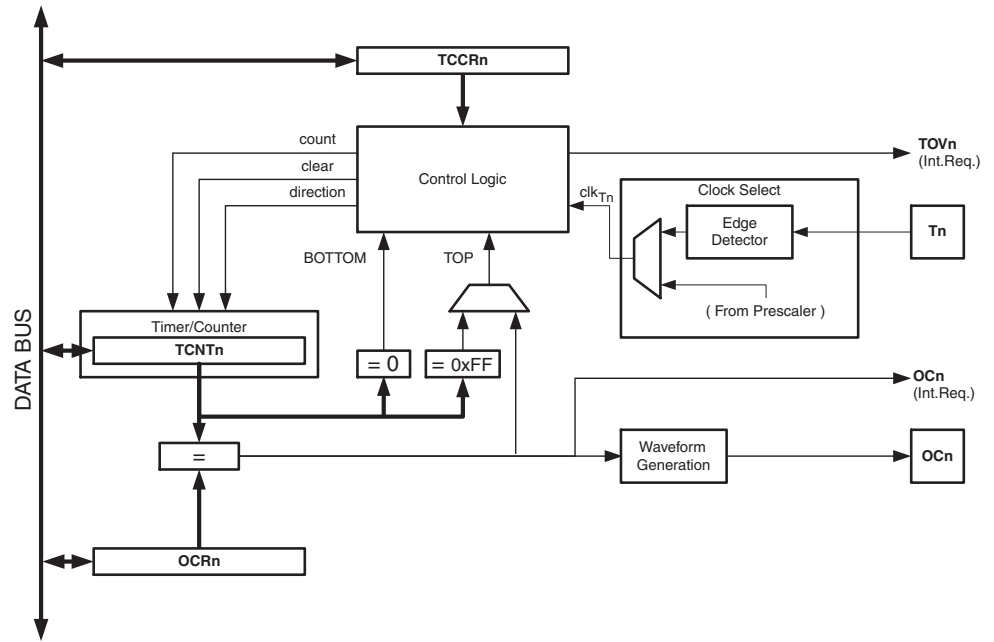 TCCRn
count
clear
direction
Control Logic
TOVn
(Int.Req.)
clkTn
Clock Select
Edge
Detector
Tn
( From Prescaler )
BOTTOM
TOP
DATA BUS
Timer/Counter
TCNTn
= 0
= 0xFF
OCn
(Int.Req.)
=
Waveform
Generation
OCn
OCRn